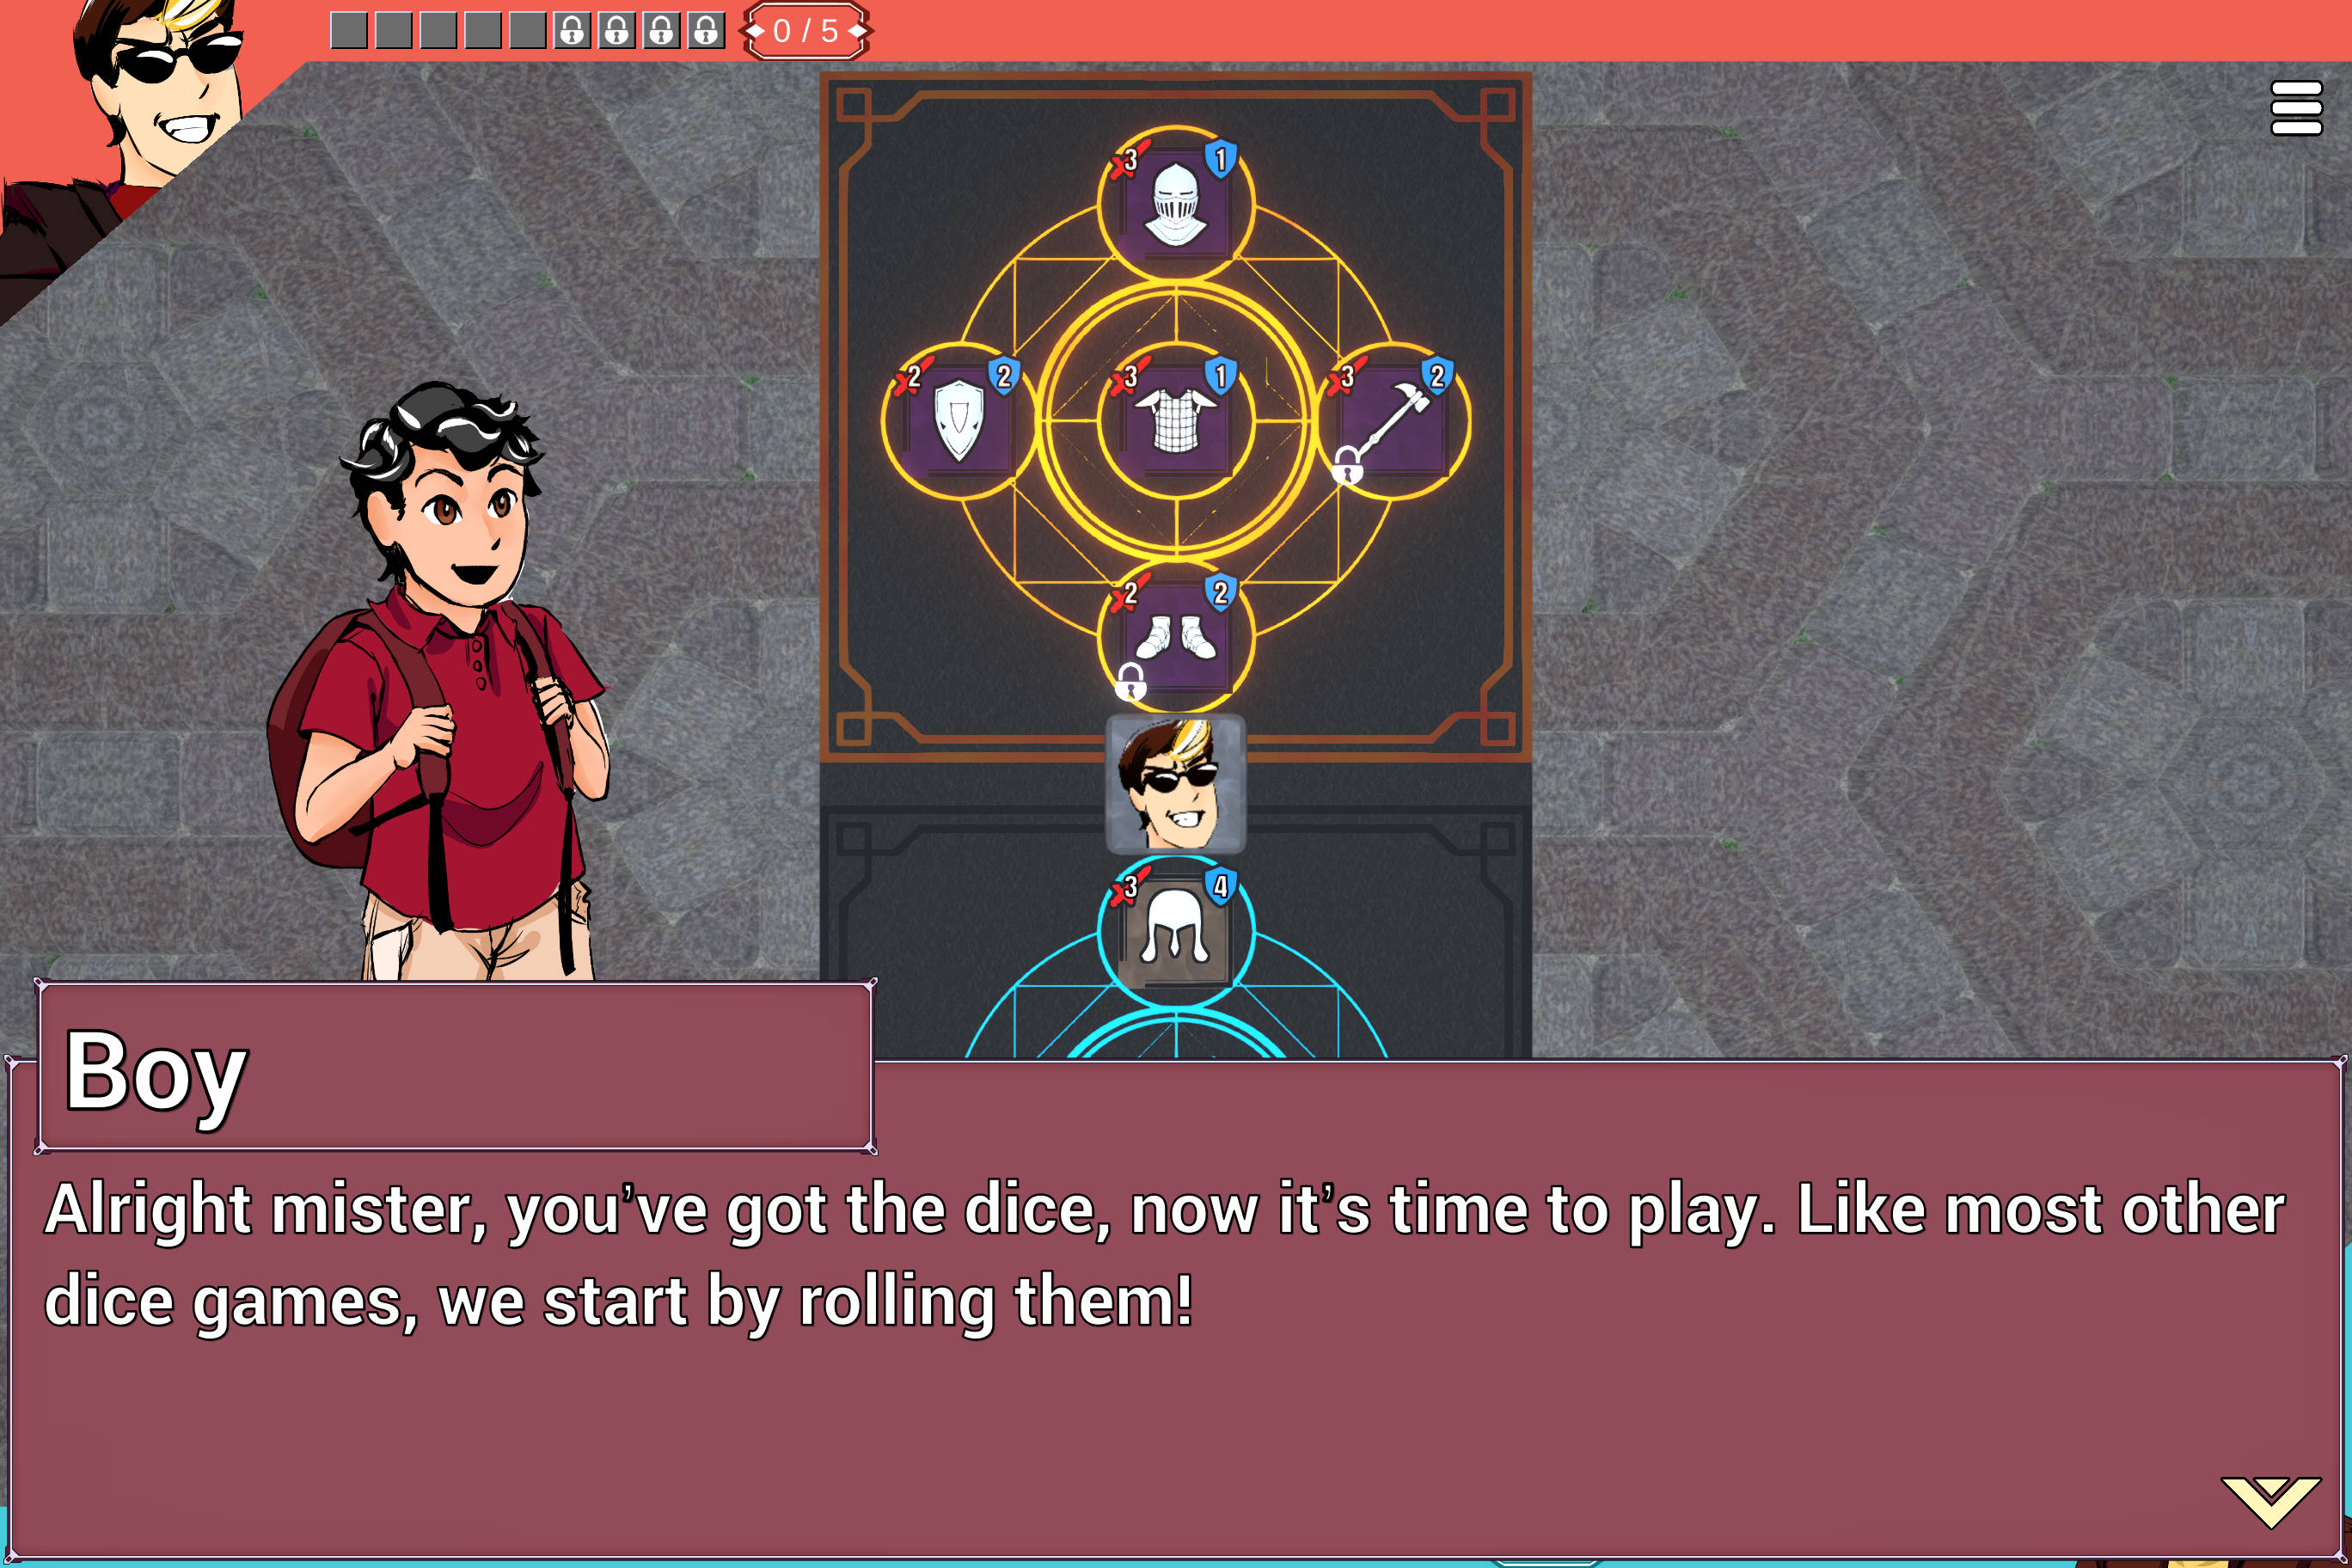 0 / 5
3 1
2 2
3 1
3 2
2 2
3 4
Boy
Alright mister, you've got the dice, now it's time to play. Like most other
dice games, we start by rolling them!